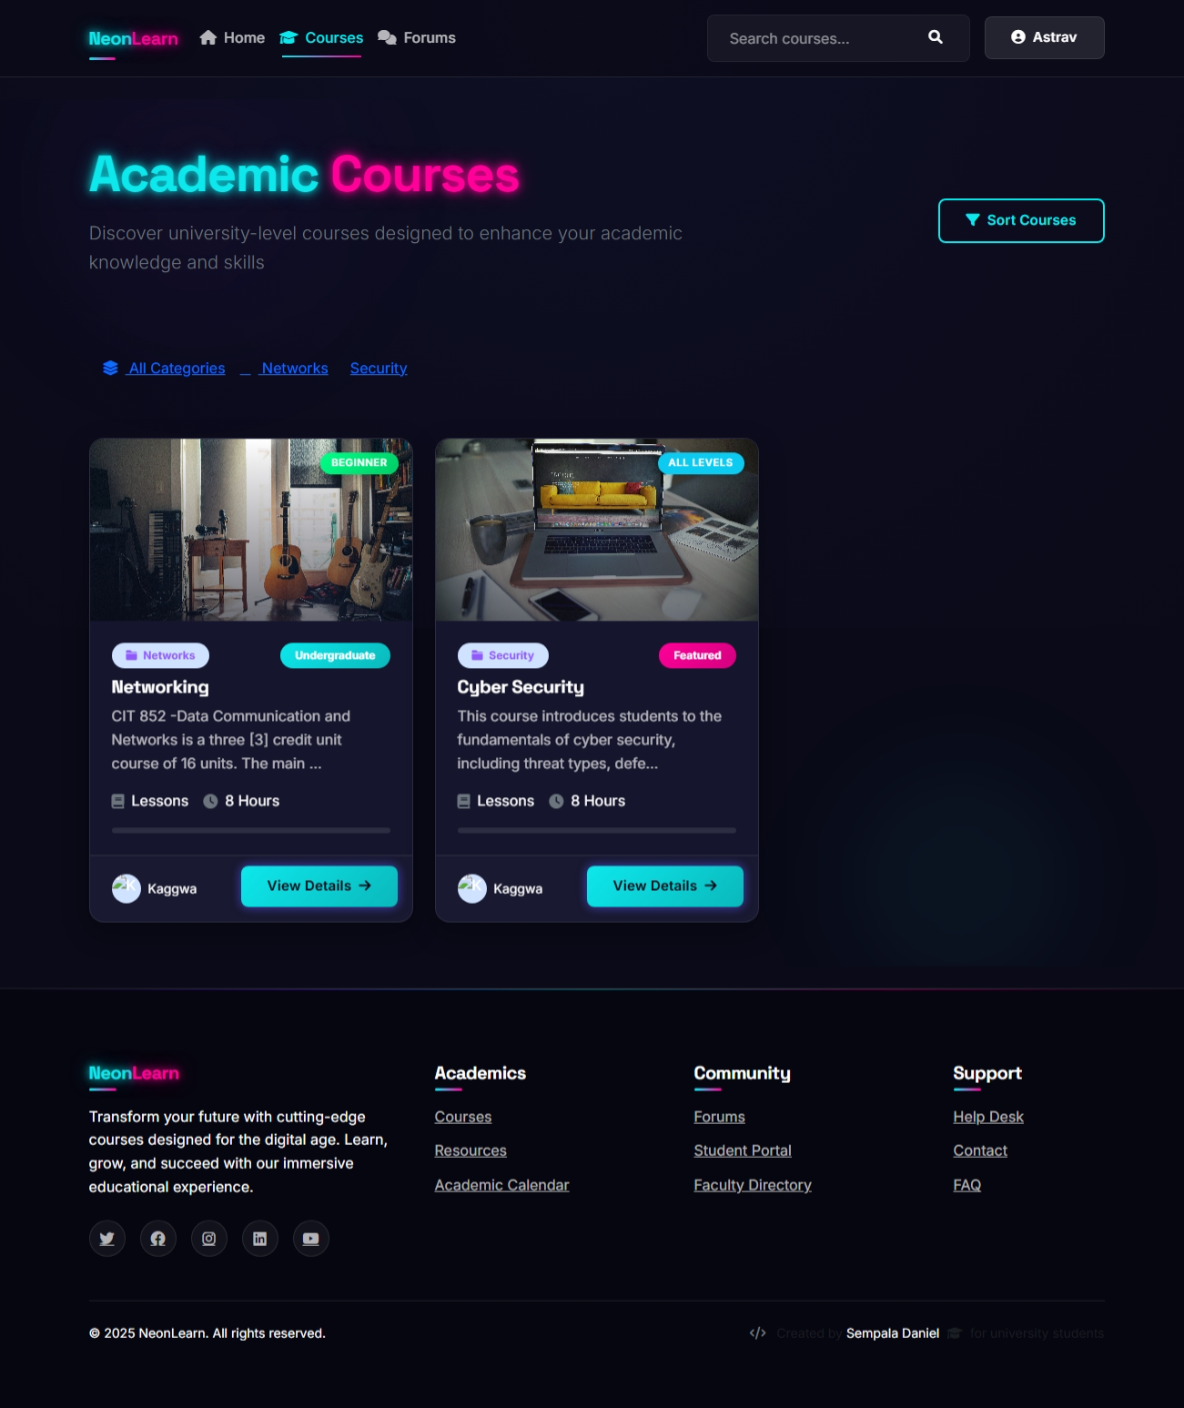 NeonLearn
Home
Courses
Forums
Search courses...
Astrav
Academic Courses
Discover university-level courses designed to enhance your academic
knowledge and skills
Sort Courses
All Categories
Networks
Security
BEGINNER
Networks
Undergraduate
Networking
CIT 852 -Data Communication and
Networks is a three [3] credit unit
course of 16 units. The main ...
Lessons
8 Hours
Kaggwa
View Details
ALL LEVELS
Security
Featured
Cyber Security
This course introduces students to the
fundamentals of cyber security,
including threat types, defe...
Lessons
8 Hours
Kaggwa
View Details
NeonLearn
Transform your future with cutting-edge
courses designed for the digital age. Learn,
grow, and succeed with our immersive
educational experience.
Academics
Courses
Resources
Academic Calendar
Community
Forums
Student Portal
Faculty Directory
Support
Help Desk
Contact
FAQ
© 2025 NeonLearn. All rights reserved.
Created by Sempala Daniel for university students